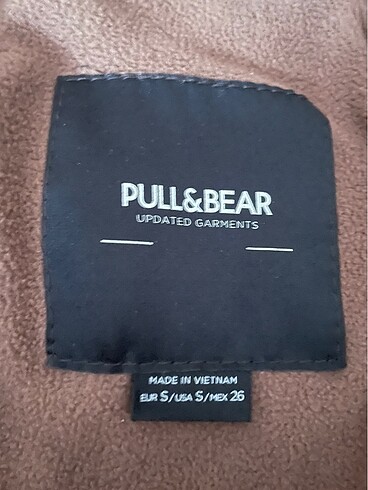 PULL&BEAR
UPDATED GARMENTS
MADE IN VIETNAM
EUR S/USA S/MEX 26